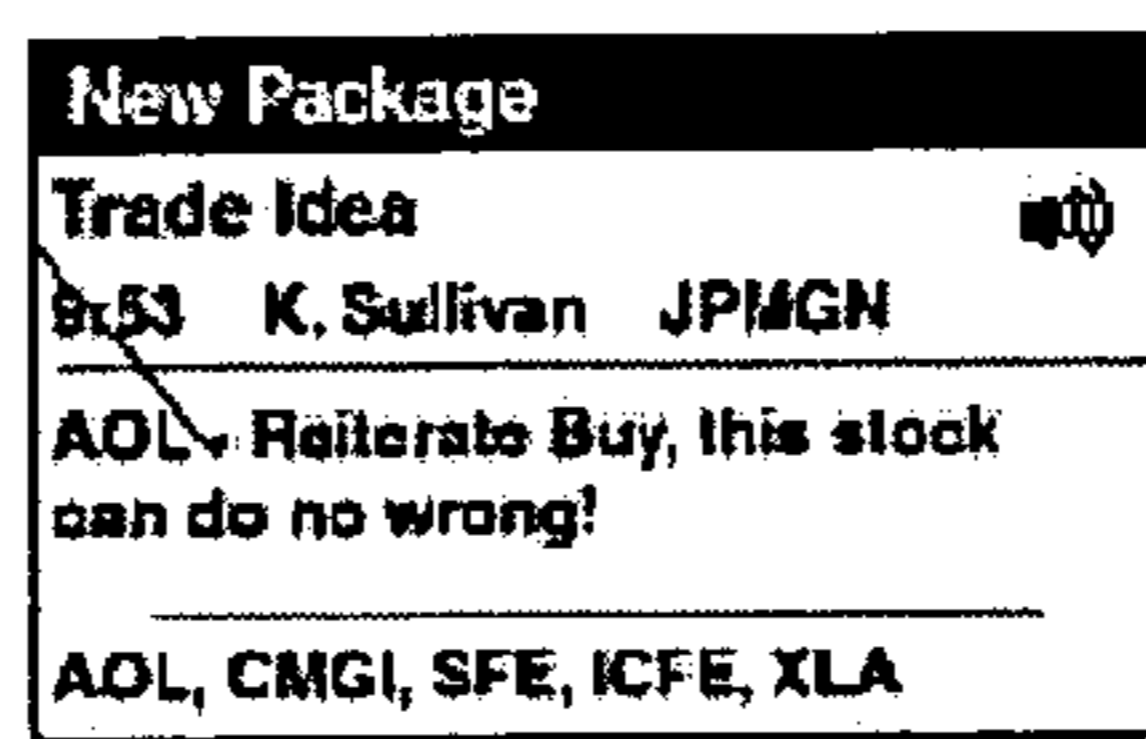 New Package
Trade Idea
9:53 K. Sullivan JPMGN
AOL - Reiterate Buy, this stock
can do no wrong!
AOL, CMGI, SFE, ICFE, XLA